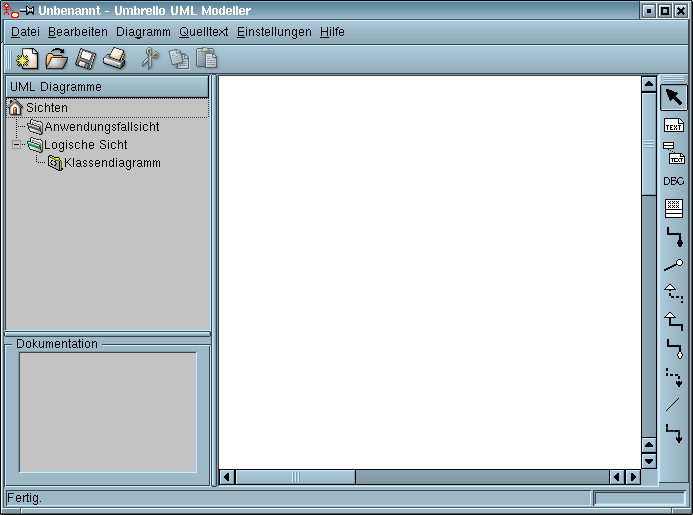 Unbenannt - Umbrello UML Modeller
Datei Bearbeiten Diagramm Quelltext Einstellungen Hilfe
UML Diagramme
Sichten
Anwendungsfallsicht
Logische Sicht
Klassendiagramm
Dokumentation
TEXT
TEXT
DBC
Fertig.